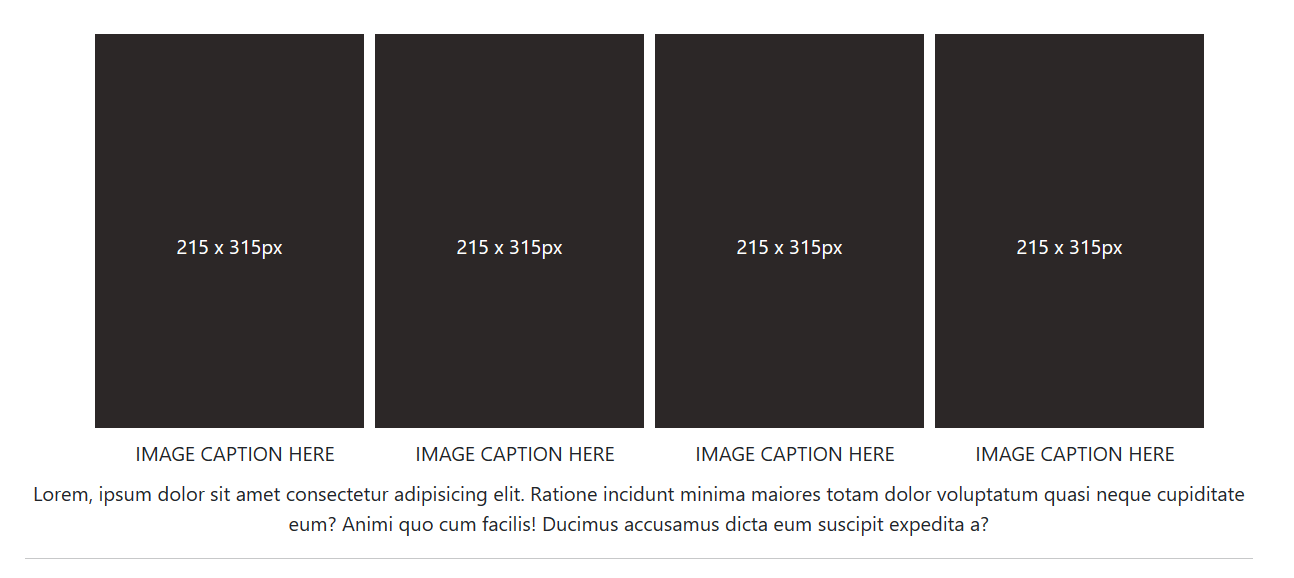 215 x 315px 215 x 315px 215 x 315px 215 x 315px
IMAGE CAPTION HERE IMAGE CAPTION HERE IMAGE CAPTION HERE IMAGE CAPTION HERE
Lorem, ipsum dolor sit amet consectetur adipisicing elit. Ratione incidunt minima maiores totam dolor voluptatum quasi neque cupiditate
eum? Animi quo cum facilis! Ducimus accusamus dicta eum suscipit expedita a?